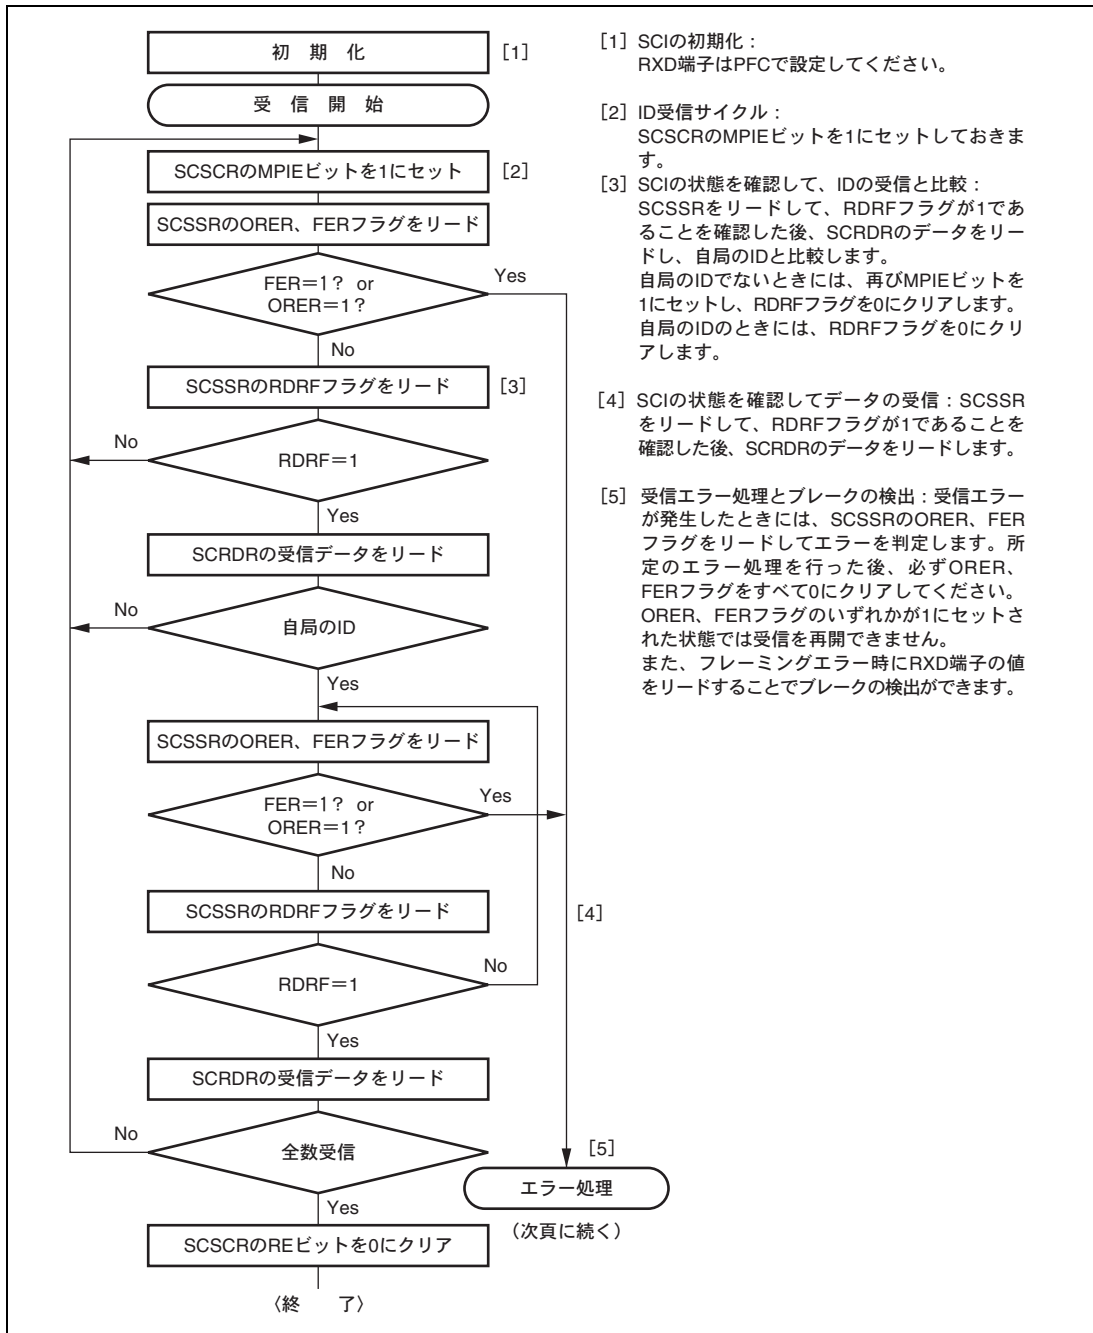 初 期 化 [1]
受 信 開 始
SCSCRのMPIEビットを1にセット [2]
SCSSRのORER、FERフラグをリード
FER=1? or
ORER=1?
Yes
No
SCSSRのRDRFフラグをリード [3]
No
RDRF=1
Yes
SCRDRの受信データをリード
No
自局のID
Yes
SCSSRのORER、FERフラグをリード
FER=1? or
ORER=1?
Yes
No
SCSSRのRDRFフラグをリード [4]
RDRF=1
No
Yes
SCRDRの受信データをリード
No
全数受信
[5]
エラー処理
(次頁に続く)
Yes
SCSCRのREビットを0にクリア
〈終 了〉
[1] SCIの初期化:
RXD端子はPFCで設定してください。
[2] ID受信サイクル:
SCSCRのMPIEビットを1にセットしておきま
す。
[3] SCIの状態を確認して、IDの受信と比較:
SCSSRをリードして、RDRFフラグが1であ
ることを確認した後、SCRDRのデータをリー
ドし、自局のIDと比較します。
自局のIDでないときには、再びMPIEビットを
1にセットし、RDRFフラグを0にクリアします。
自局のIDのときには、RDRFフラグを0にクリ
アします。
[4] SCIの状態を確認してデータの受信:SCSSR
をリードして、RDRFフラグが1であることを
確認した後、SCRDRのデータをリードします。
[5] 受信エラー処理とブレークの検出:受信エラー
が発生したときには、SCSSRのORER、FER
フラグをリードしてエラーを判定します。所
定のエラー処理を行った後、必ずORER、
FERフラグをすべて0にクリアしてください。
ORER、FERフラグのいずれかが1にセットさ
れた状態では受信を再開できません。
また、フレーミングエラー時にRXD端子の値
をリードすることでブレークの検出ができます。